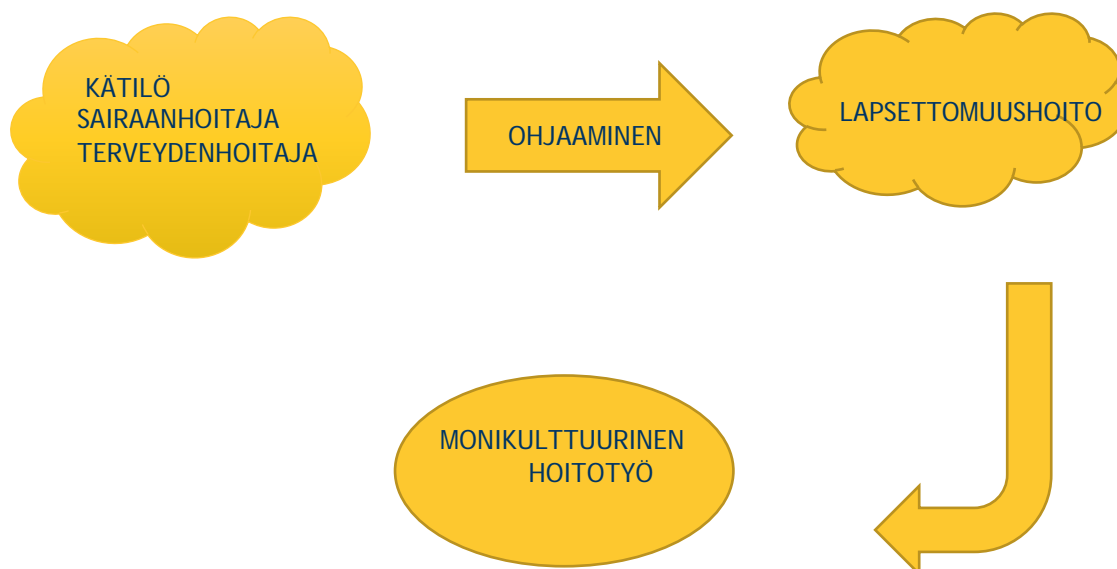 KÄTILÖ
SAIRAANHOITAJA
TERVEYDENHOITAJA
OHJAAMINEN
LAPSETTOMUUSHOITO
MONIKULTTUURINEN
HOITOTYÖ